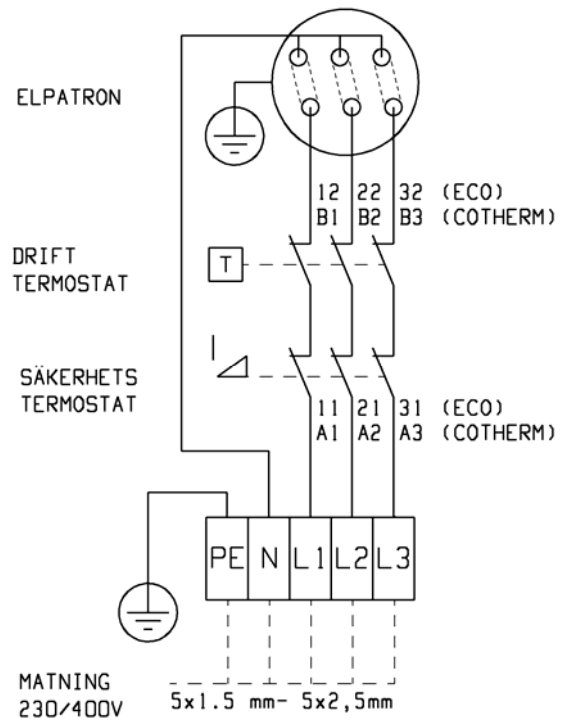 ELPATRON
12 22 32 (ECO)
B1 B2 B3 (COTHERM)
DRIFT
TERMOSTAT
T
SÄKERHETS
TERMOSTAT
11 21 31 (ECO)
A1 A2 A3 (COTHERM)
PE N L1 L2 L3
MATNING
230/400V
5x1.5 mm- 5x2,5mm